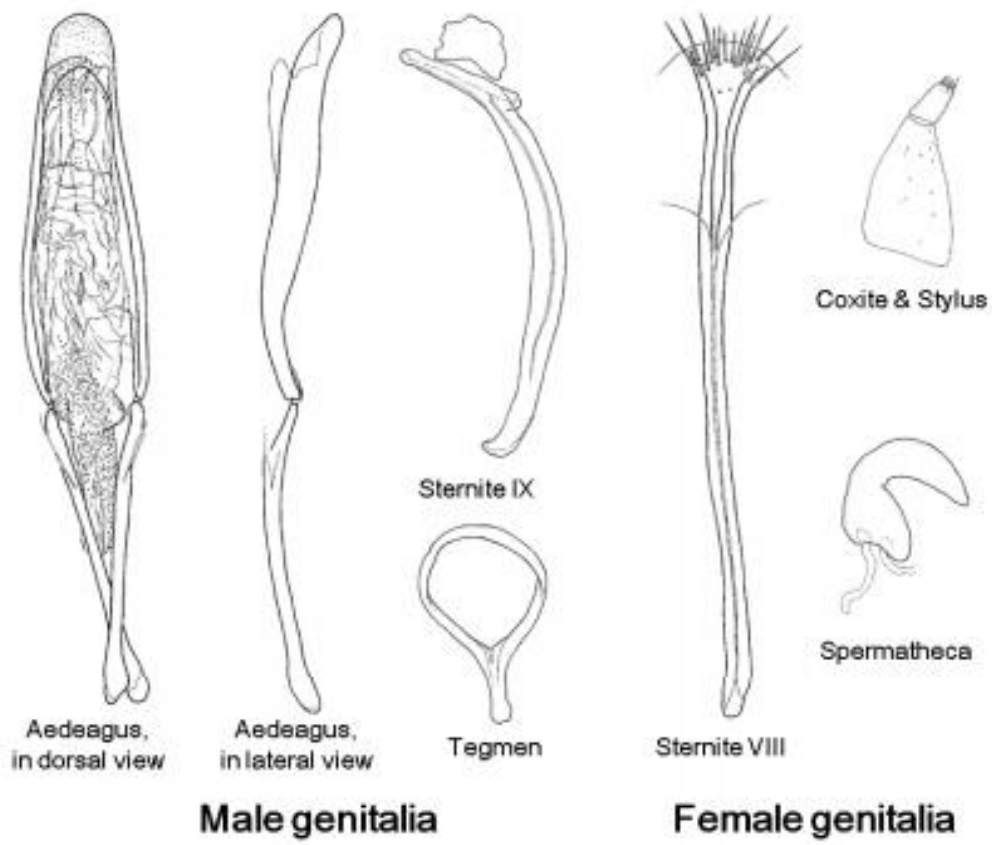 Coxite & Stylus
Sternite IX
Spermatheca
Aedeagus,
in dorsal view
Aedeagus,
in lateral view
Tegmen
Sternite VIII
Male genitalia
Female genitalia